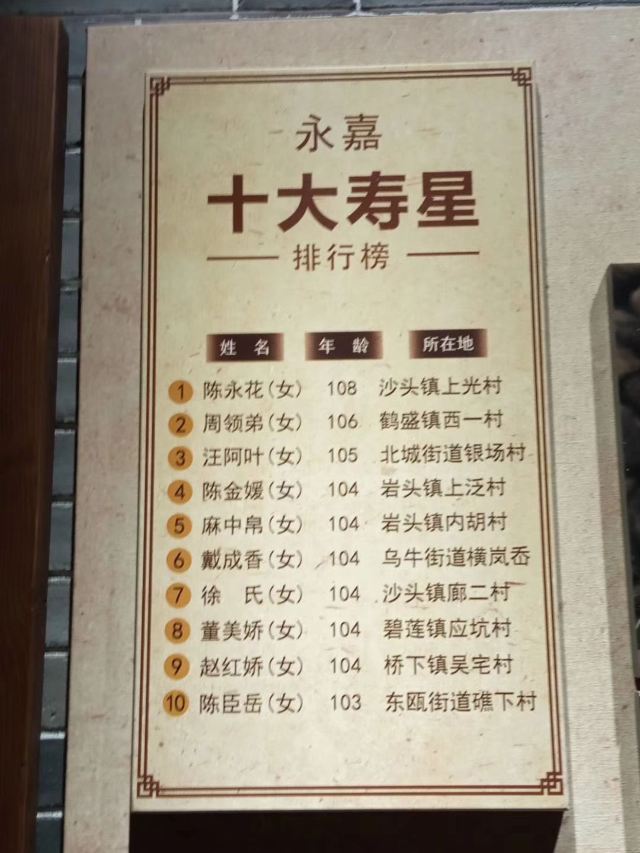 永嘉
十大寿星
排行榜
姓 名 年 龄 所在地
1 陈永花(女) 108 沙头镇上光村
2 周领弟(女) 106 鹤盛镇西一村
3 汪阿叶(女) 105 北城街道银场村
4 陈金媛(女) 104 岩头镇上泛村
5 麻中帛(女) 104 岩头镇内胡村
6 戴成香(女) 104 乌牛街道横岚岙
7 徐 氏(女) 104 沙头镇廊二村
8 董美娇(女) 104 碧莲镇应坑村
9 赵红娇(女) 104 桥下镇吴宅村
10 陈臣岳(女) 103 东瓯街道礁下村